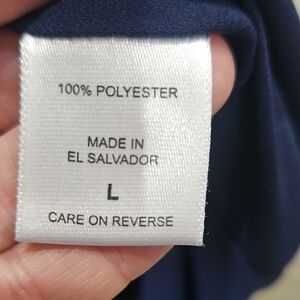 100% POLYESTER
MADE IN
EL SALVADOR
L
CARE ON REVERSE